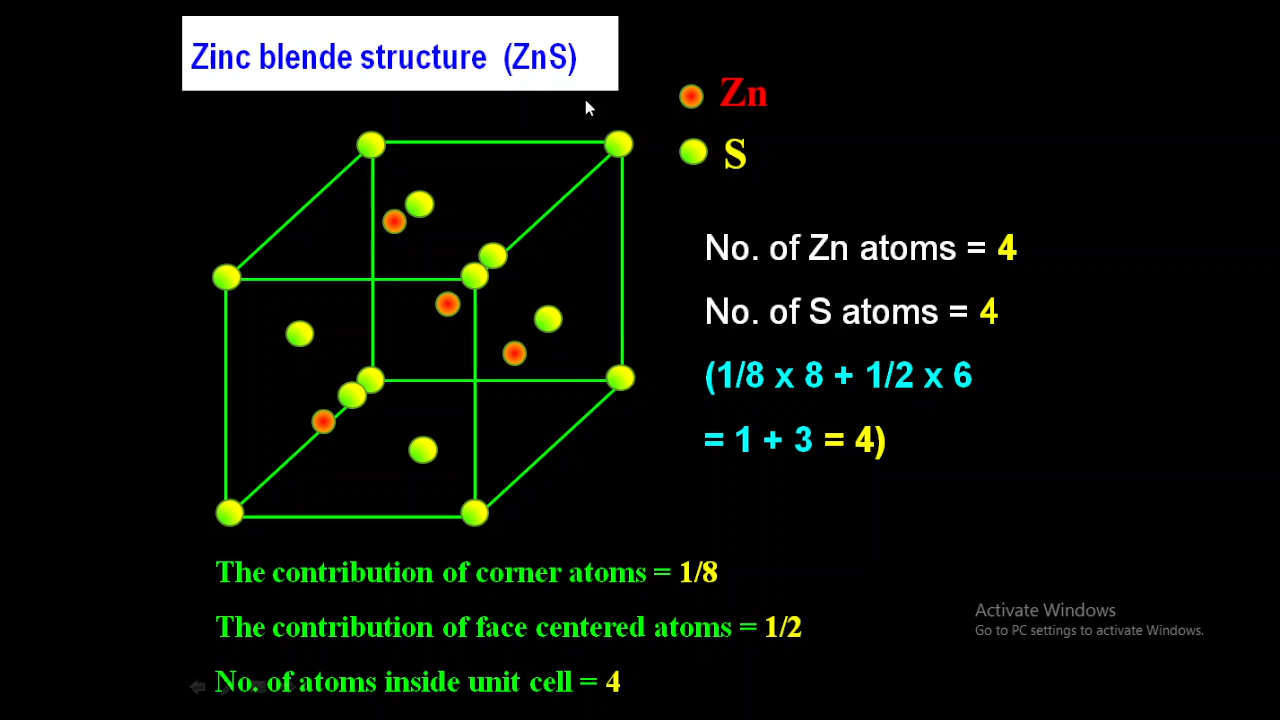 Zinc blende structure (ZnS)
Zn
S
No. of Zn atoms = 4
No. of S atoms = 4
(1/8 x 8 + 1/2 x 6
= 1 + 3 = 4)
The contribution of corner atoms = 1/8
The contribution of face centered atoms = 1/2
No. of atoms inside unit cell = 4
Activate Windows
Go to PC settings to activate Windows.